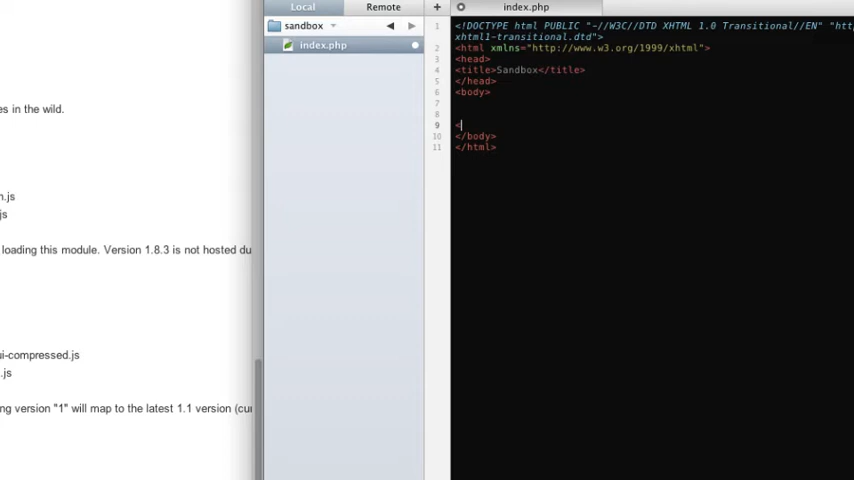 es in the wild.
n.js
js
loading this module. Version 1.8.3 is not hosted du
ui-compressed.js
.js
ng version "1" will map to the latest 1.1 version (cur
Local
Remote
sandbox
index.php
+
index.php
1 <!DOCTYPE html PUBLIC "-//W3C//DTD XHTML 1.0 Transitional//EN" "htt
xhtml1-transitional.dtd">
2 <html xmlns="http://www.w3.org/1999/xhtml">
3 <head>
4 <title>Sandbox</title>
5 </head>
6 <body>
7
8
9 <
10 </body>
11 </html>